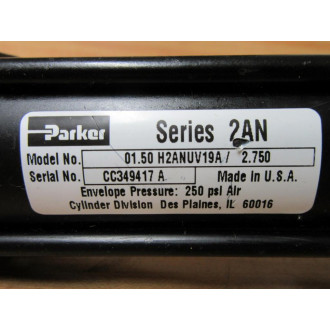 Parker Series 2AN
Model No. 01.50 H2ANUV19A / 2.750
Serial No. CC349417 A Made In U.S.A.
Envelope Pressure: 250 psi Air
Cylinder Division Des Plaines, IL 60016